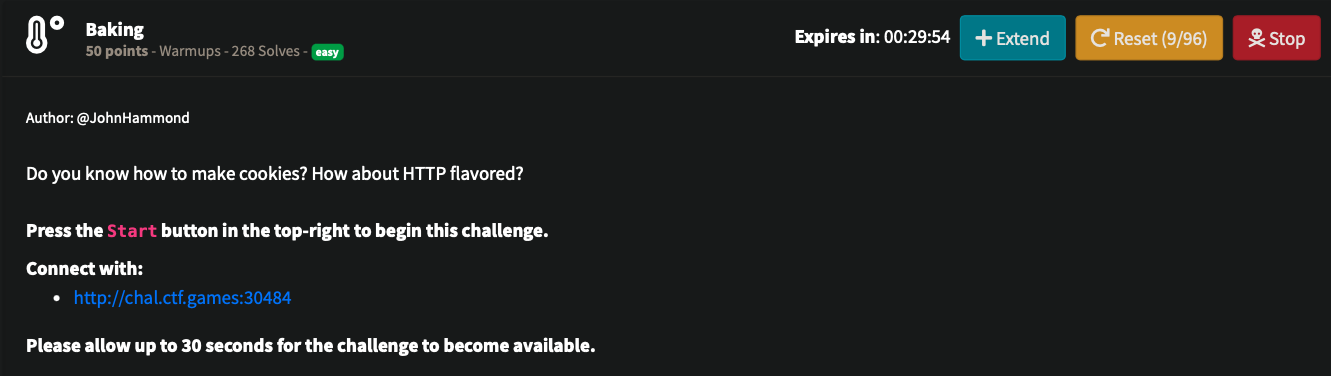 Baking
50 points - Warmups - 268 Solves - easy
Expires in: 00:29:54
Extend
Reset (9/96)
Stop
Author: @JohnHammond
Do you know how to make cookies? How about HTTP flavored?
Press the Start button in the top-right to begin this challenge.
Connect with:
• http://chal.ctf.games:30484
Please allow up to 30 seconds for the challenge to become available.